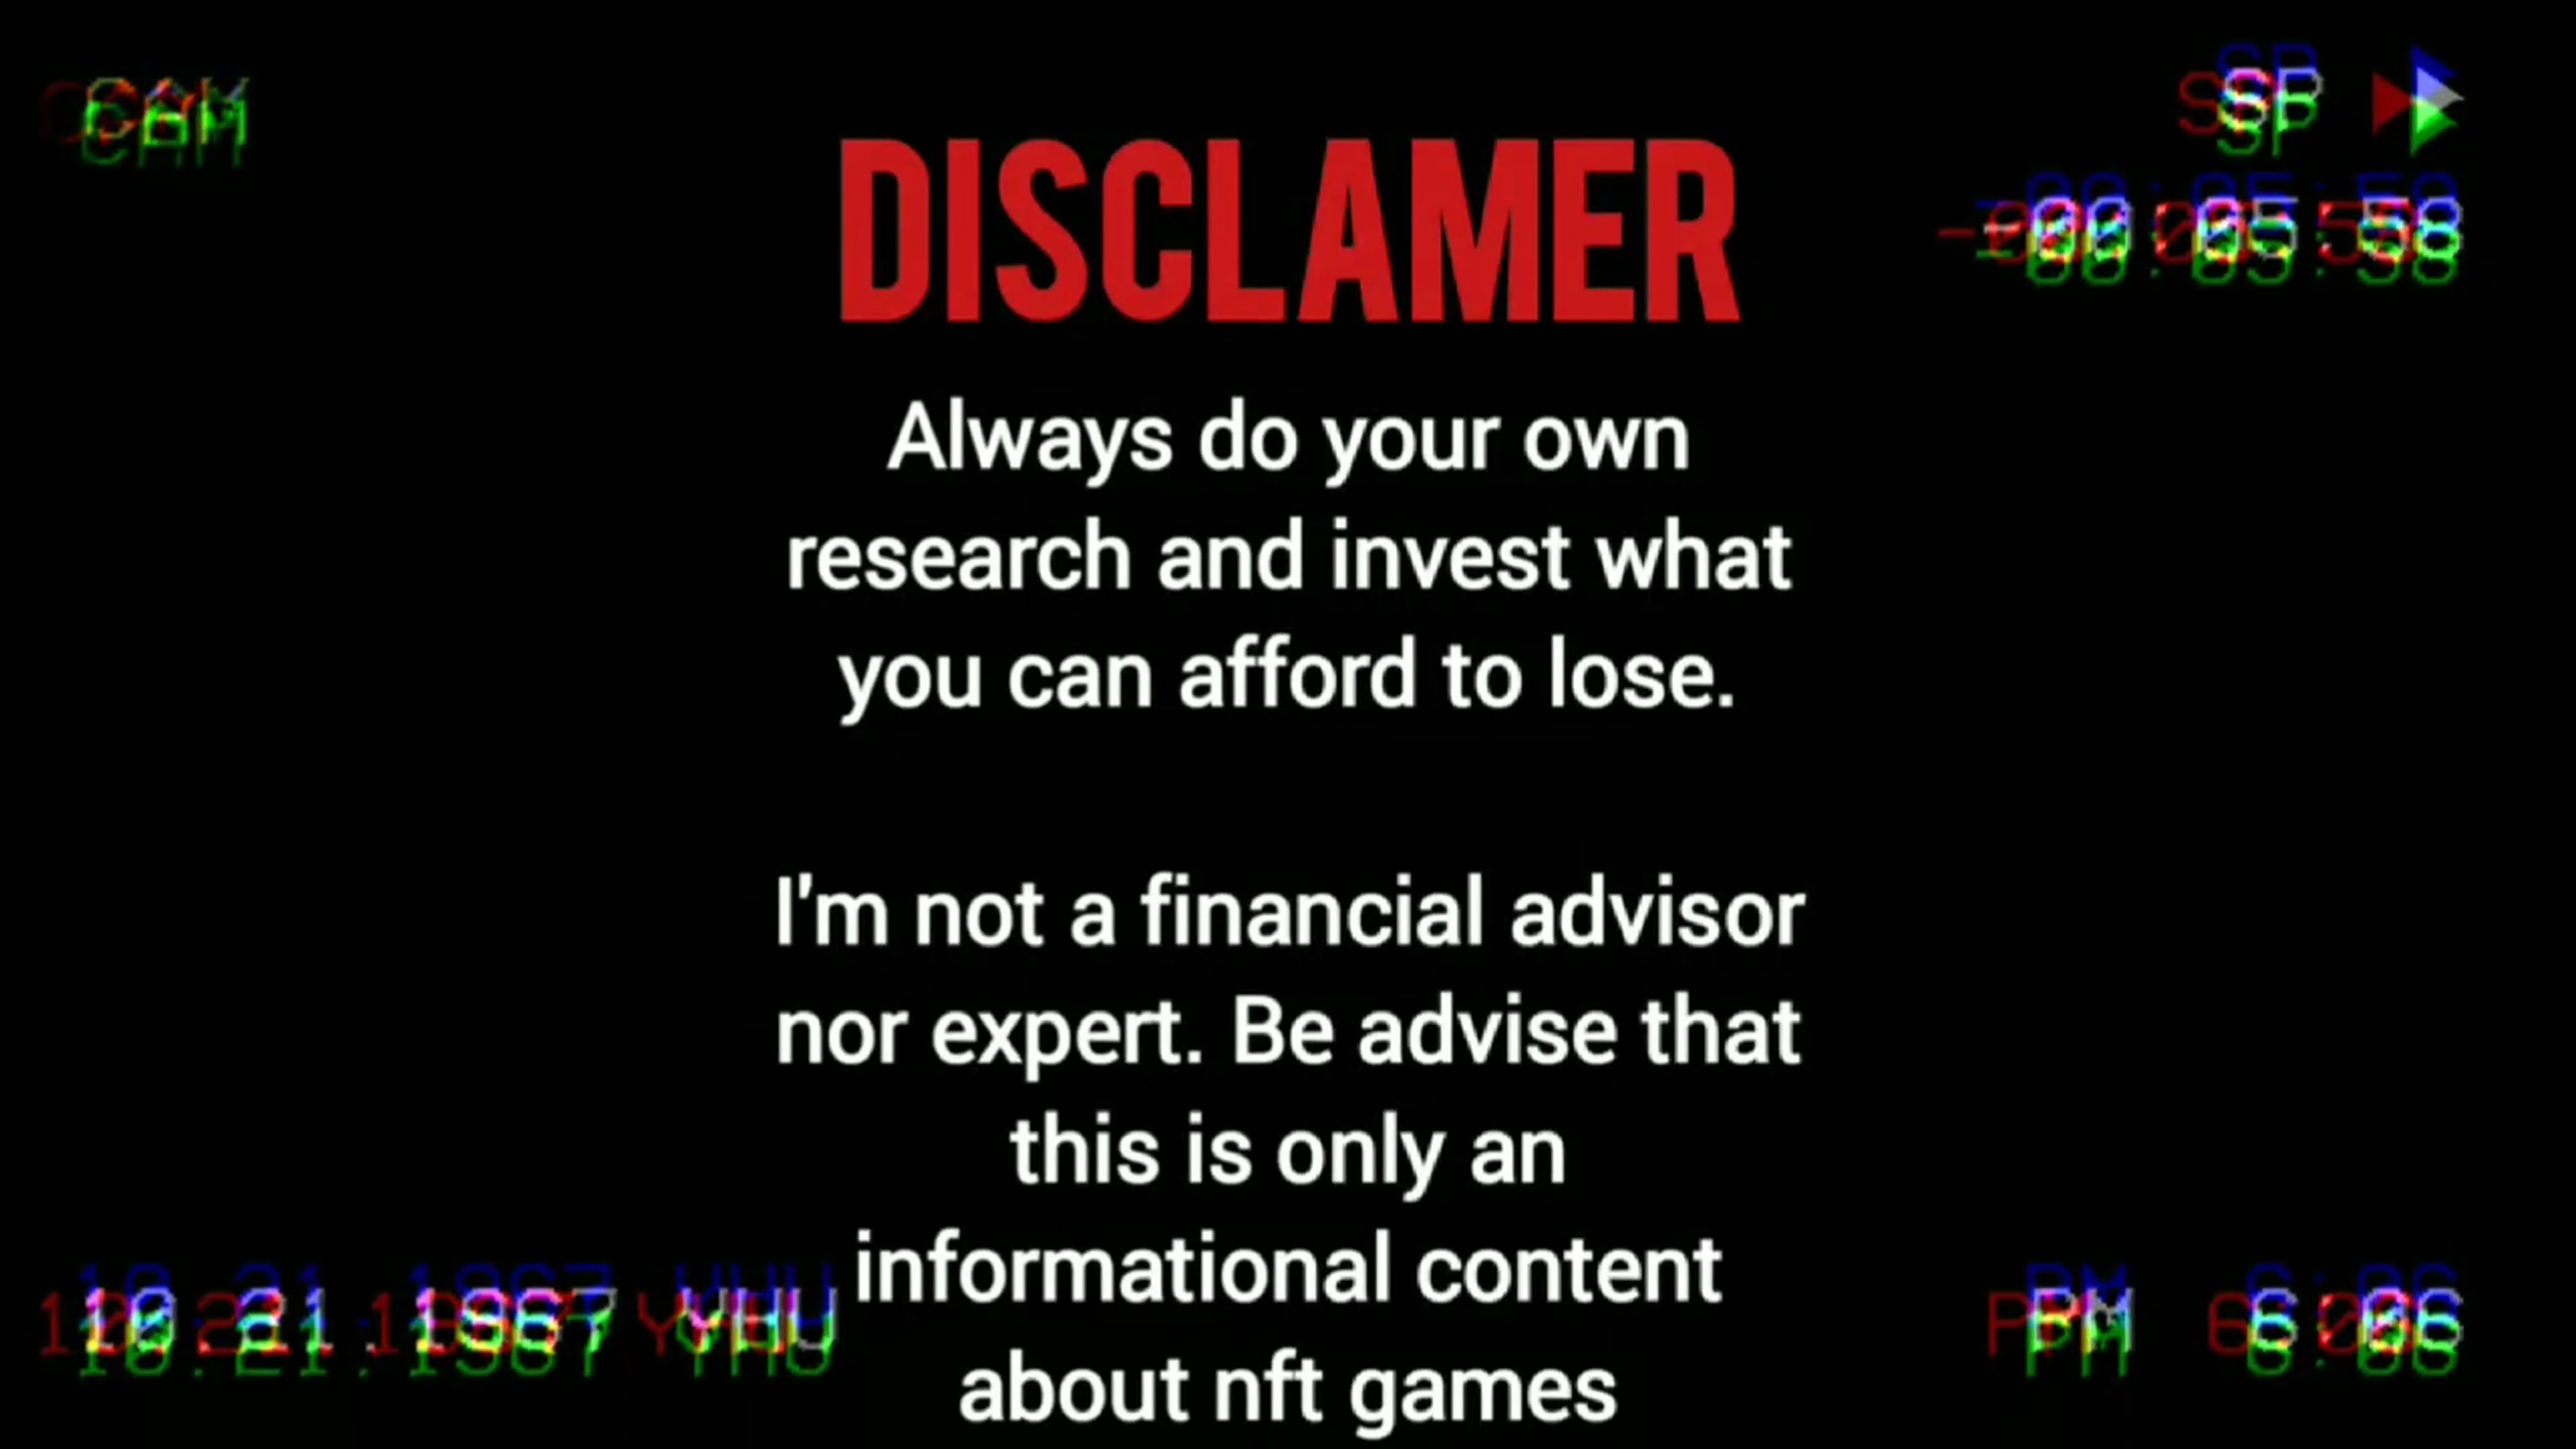 CAM
SP
DISCLAMER
-00:05:58
Always do your own
research and invest what
you can afford to lose.
I'm not a financial advisor
nor expert. Be advise that
this is only an
informational content
about nft games
10.21.1967 YHU
PM 6:06